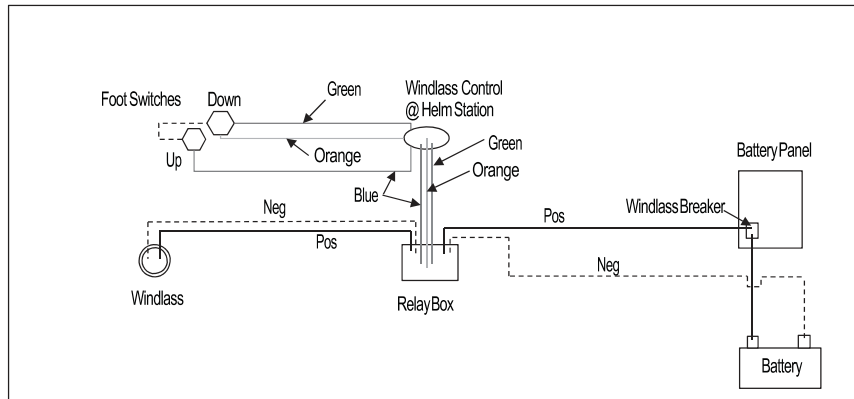 Windlass Control
@ Helm Station
Foot Switches
Down
Green
Up
Orange
Green
Orange
Blue
Battery Panel
Windlass Breaker
Neg
Pos
Pos
Neg
Windlass
Relay Box
Battery